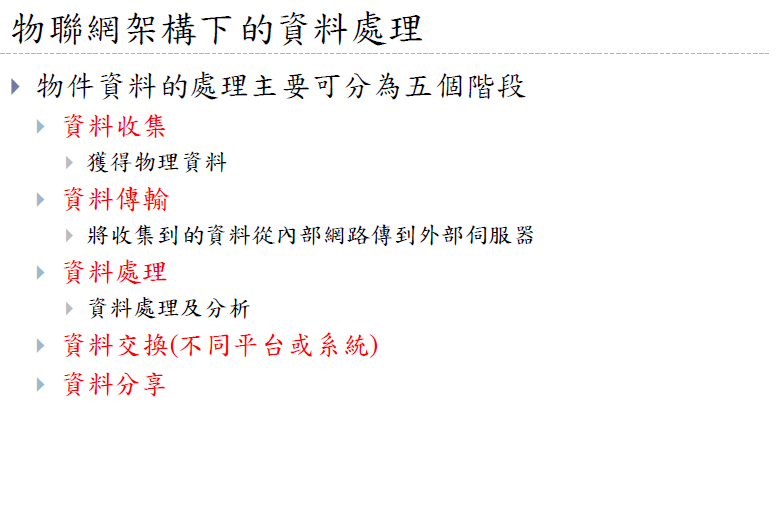 物聯網架構下的資料處理
物件資料的處理主要可分為五個階段
資料收集
獲得物理資料
資料傳輸
將收集到的資料從內部網路傳到外部伺服器
資料處理
資料處理及分析
資料交換(不同平台或系統)
資料分享